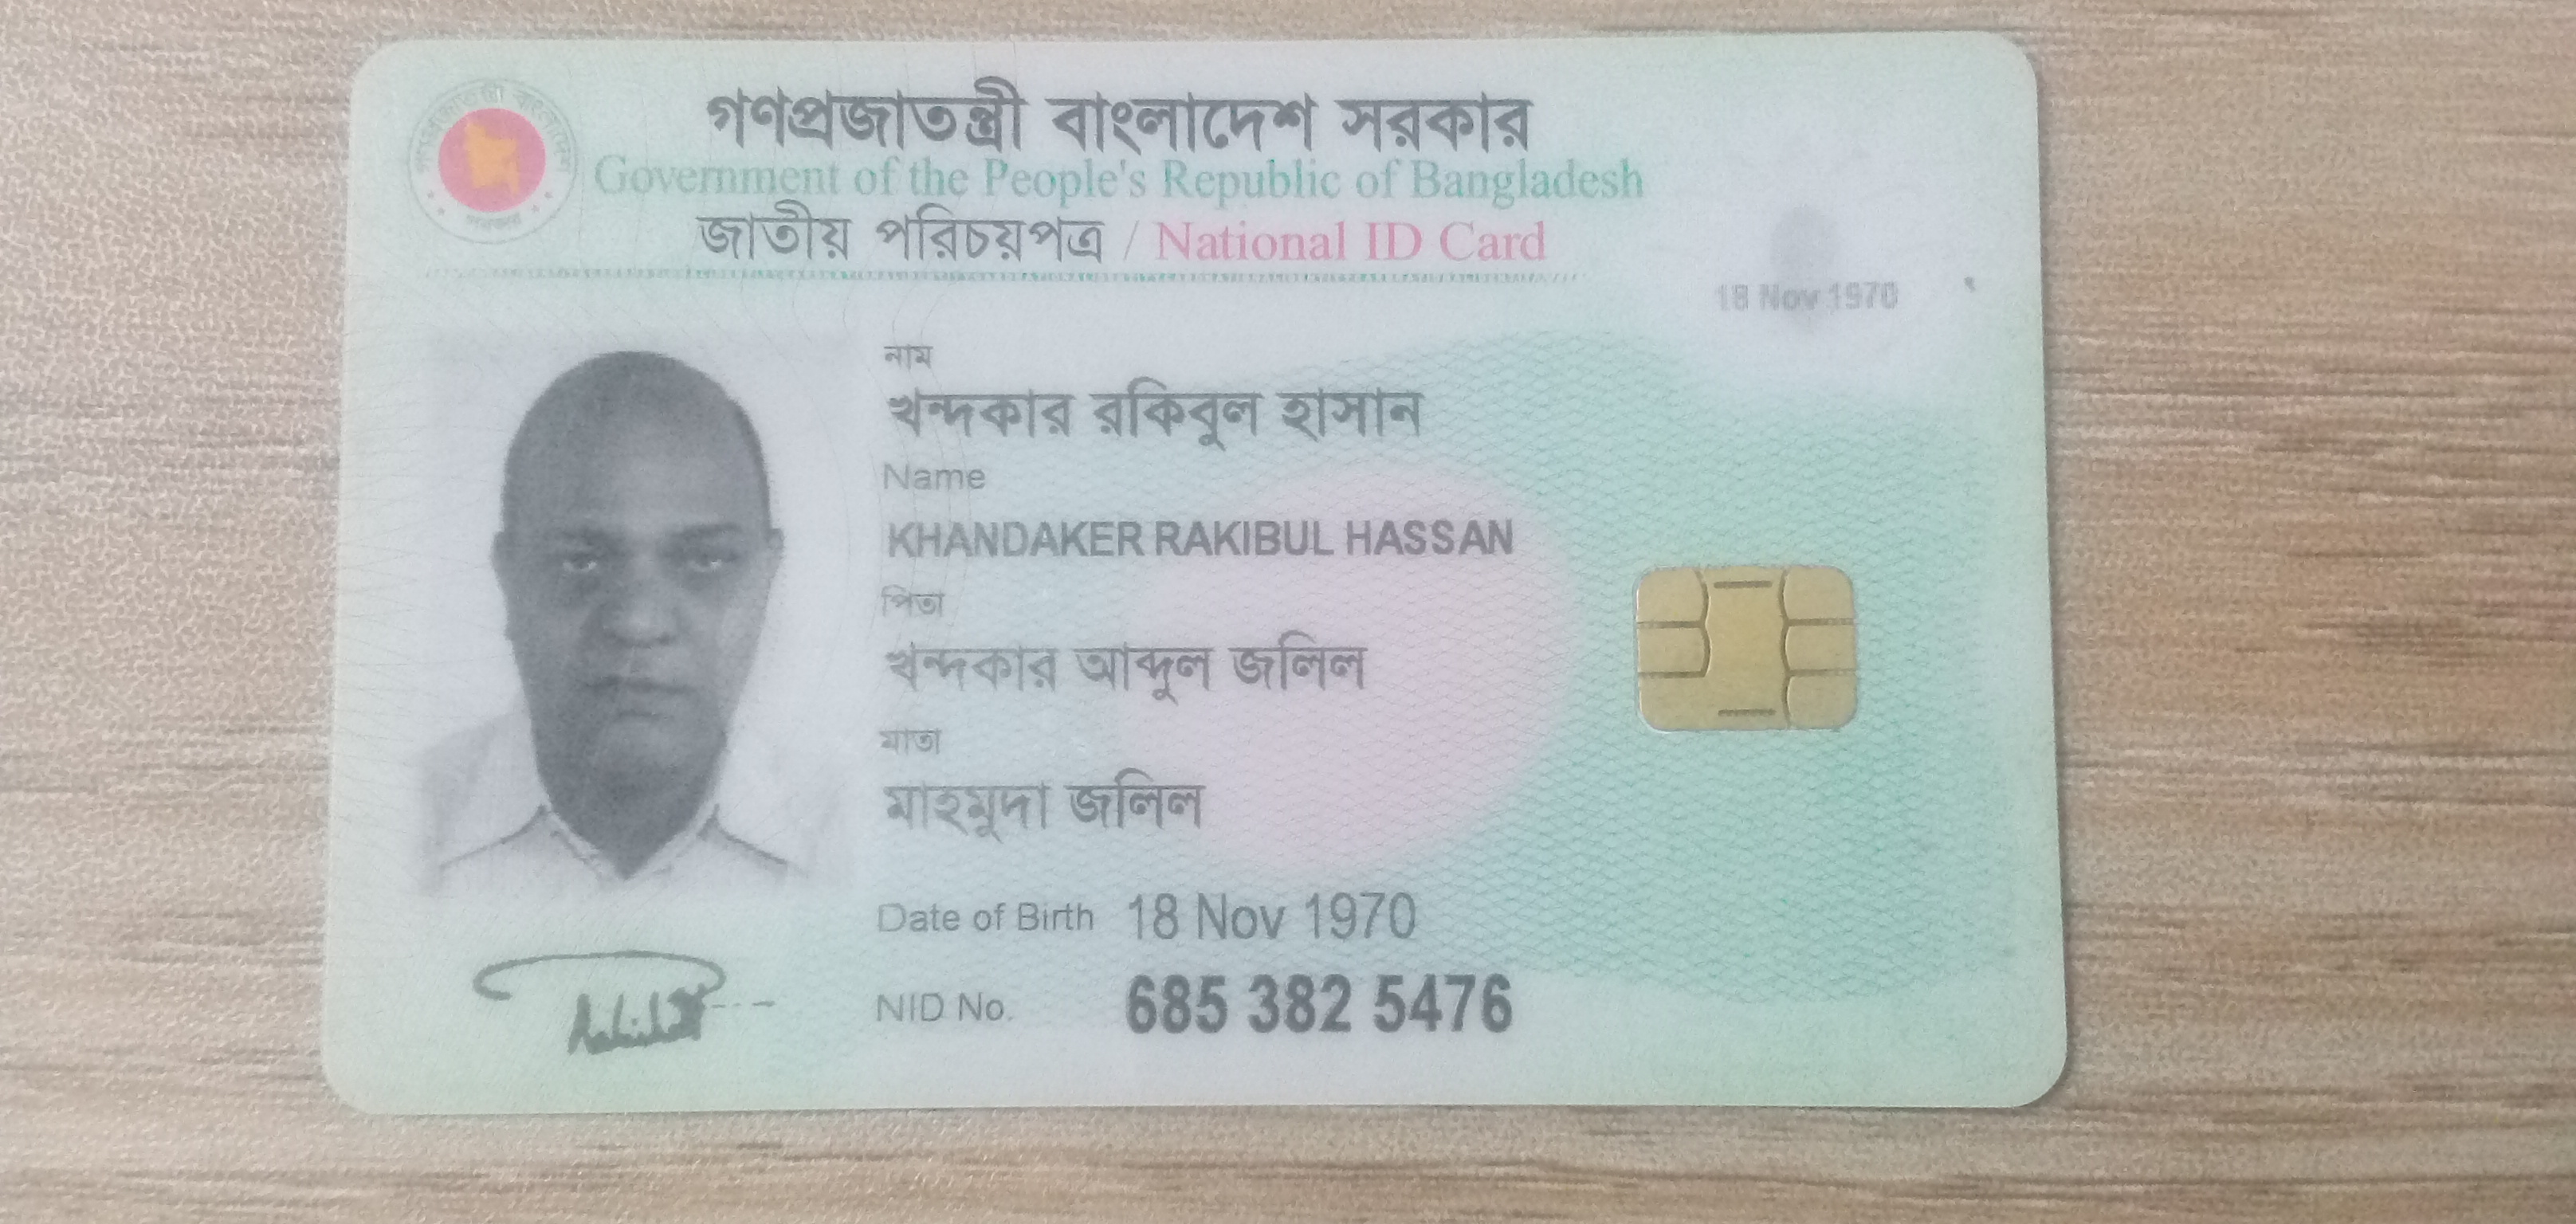 গণপ্রজাতন্ত্রী বাংলাদেশ সরকার
Government of the People's Republic of Bangladesh
জাতীয় পরিচয়পত্র / National ID Card
18 Nov 1970
নাম
খন্দকার রকিবুল হাসান
Name
KHANDAKER RAKIBUL HASSAN
পিতা
খন্দকার আব্দুল জলিল
মাতা
মাহমুদা জলিল
Date of Birth 18 Nov 1970
NID No. 685 382 5476